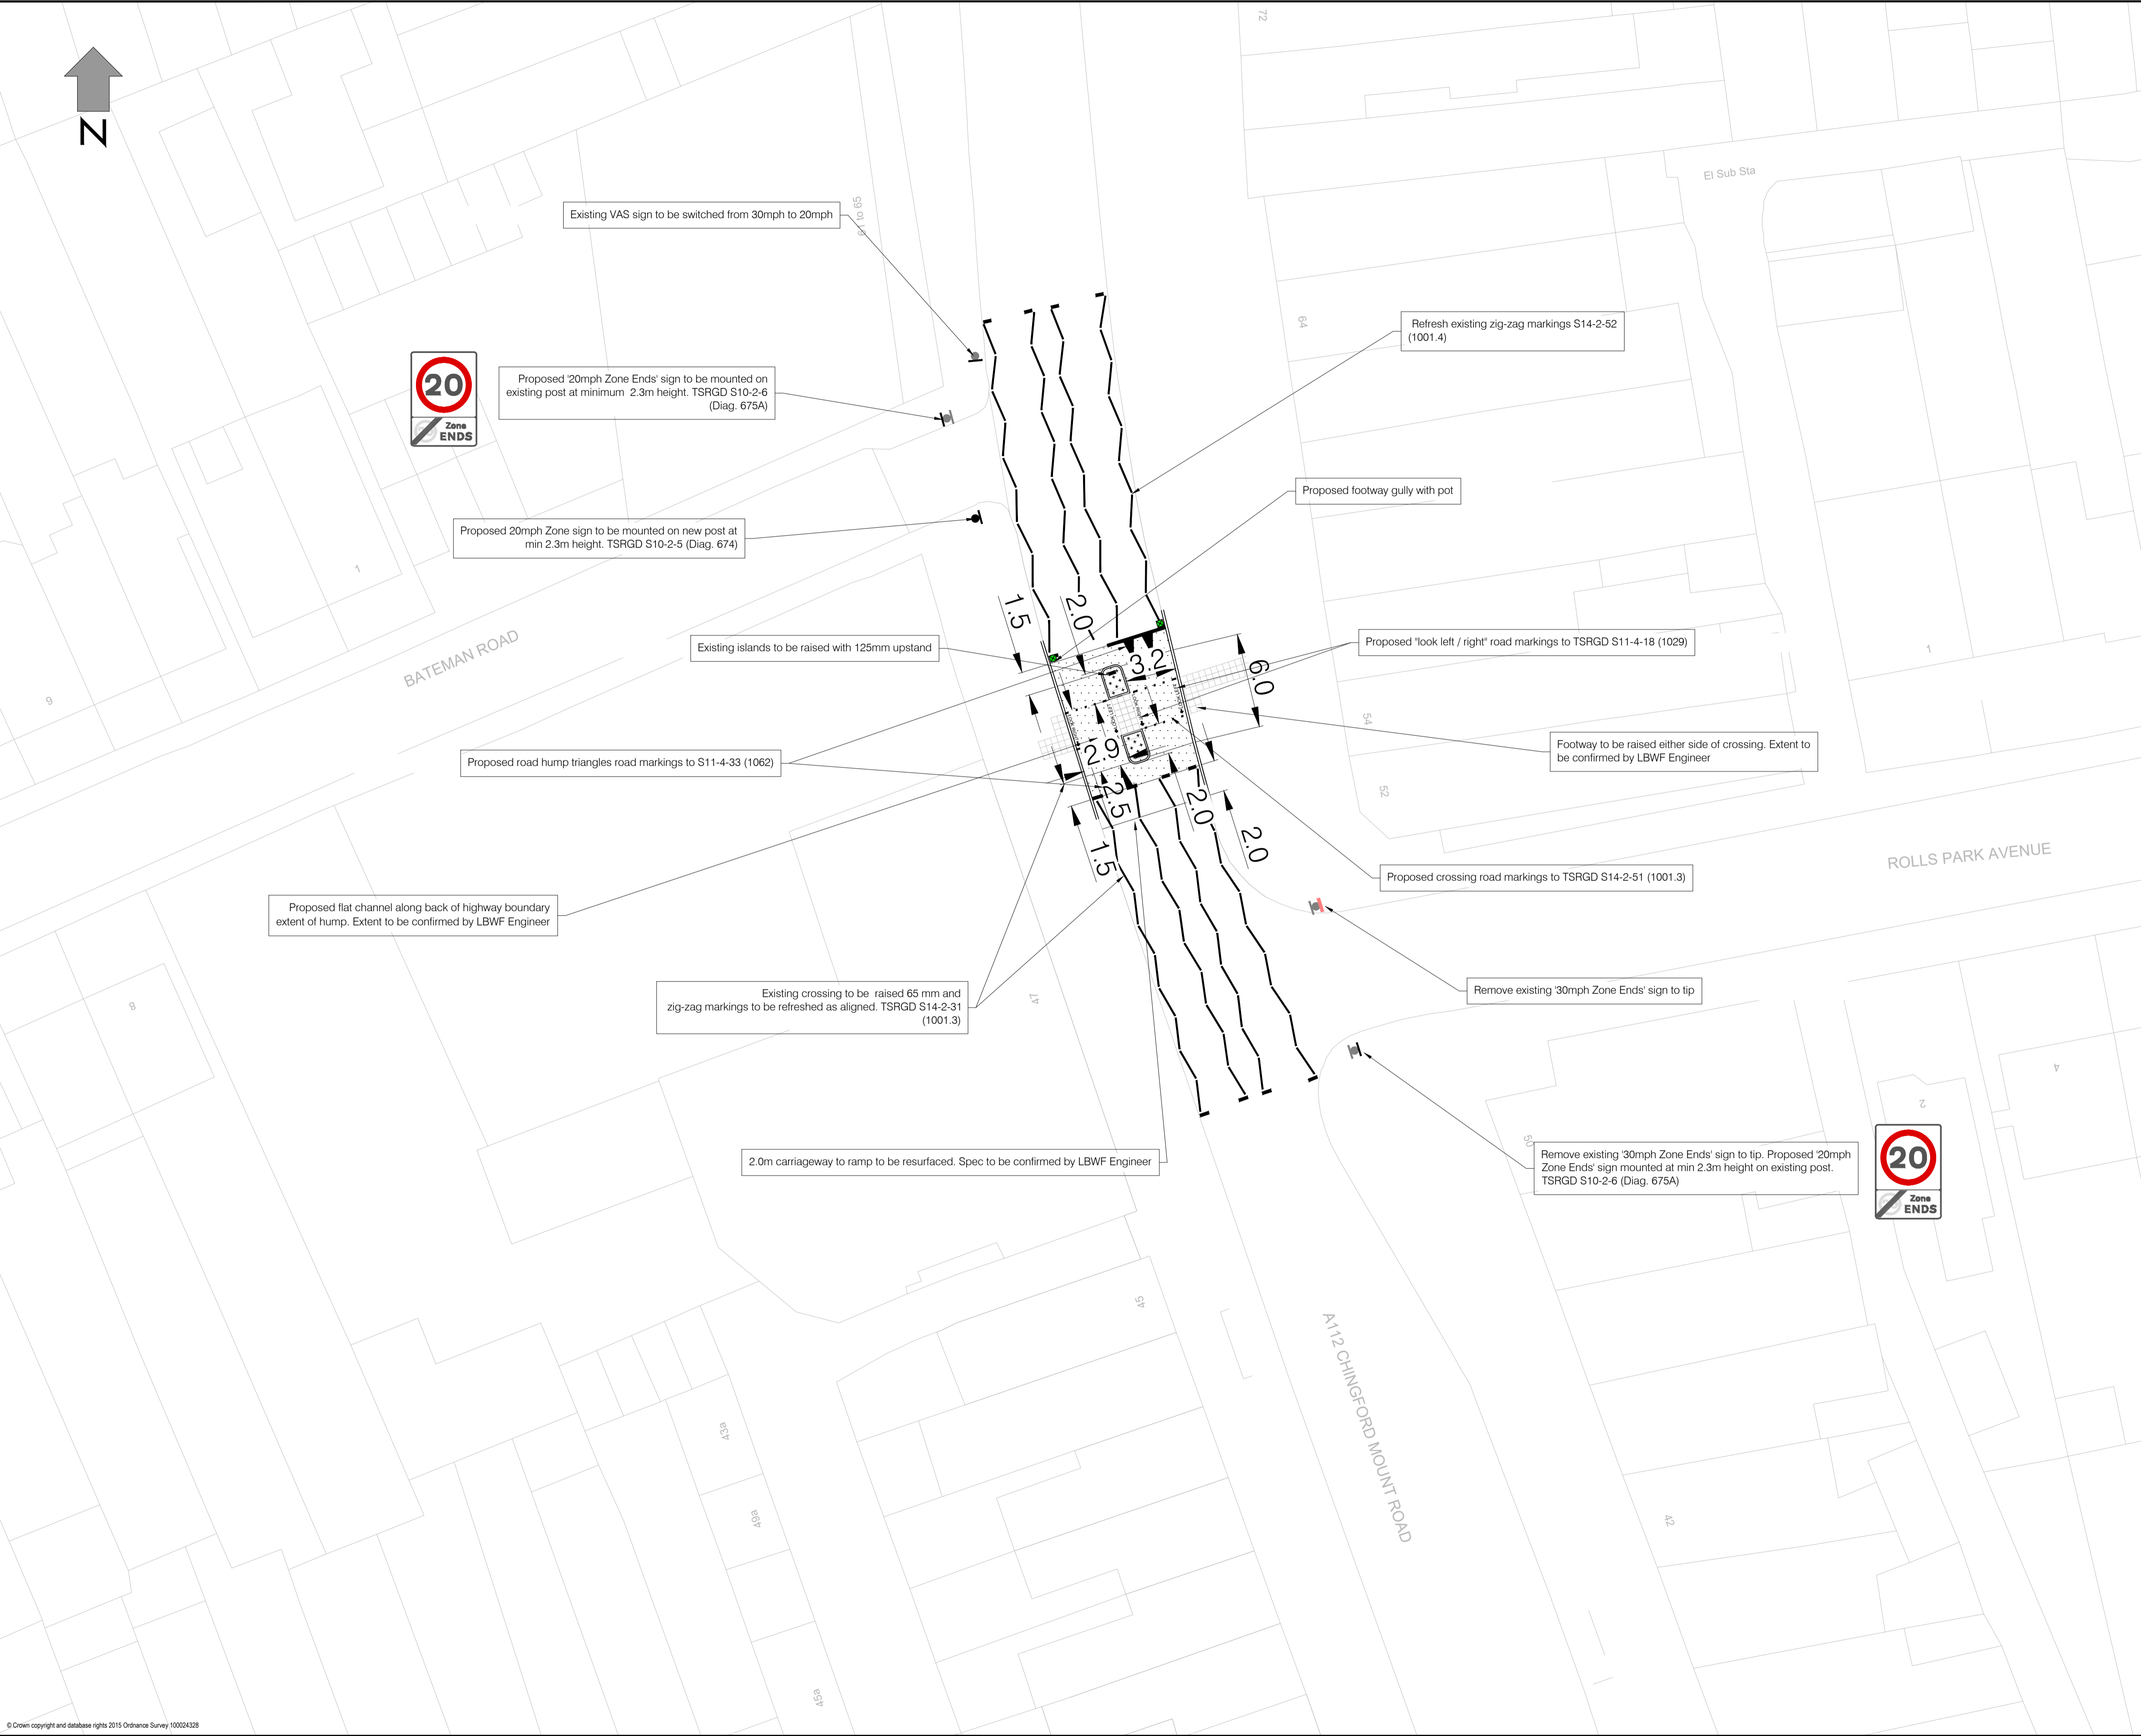 72
El Sub Sta
N
61 to 65
Existing VAS sign to be switched from 30mph to 20mph
64
Refresh existing zig-zag markings S14-2-52
(1001.4)
20
Zone
ENDS
Proposed '20mph Zone Ends' sign to be mounted on
existing post at minimum 2.3m height. TSRGD S10-2-6
(Diag. 675A)
Proposed footway gully with pot
Proposed 20mph Zone sign to be mounted on new post at
min 2.3m height. TSRGD S10-2-5 (Diag. 674)
1
1.5
2.0
BATEMAN ROAD
Existing islands to be raised with 125mm upstand
Proposed "look left / right" road markings to TSRGD S11-4-18 (1029)
1
3.2
6.0
9
LOOK RIGHT
LOOK LEFT
LOOK RIGHT
LOOK LEFT
54
2.9
Proposed road hump triangles road markings to S11-4-33 (1062)
Footway to be raised either side of crossing. Extent to
be confirmed by LBWF Engineer
52
2.5
2.0
2.0
1.5
ROLLS PARK AVENUE
Proposed crossing road markings to TSRGD S14-2-51 (1001.3)
Proposed flat channel along back of highway boundary
extent of hump. Extent to be confirmed by LBWF Engineer
8
47
Existing crossing to be raised 65 mm and
zig-zag markings to be refreshed as aligned. TSRGD S14-2-31
(1001.3)
Remove existing '30mph Zone Ends' sign to tip
4
2
50
2.0m carriageway to ramp to be resurfaced. Spec to be confirmed by LBWF Engineer
Remove existing '30mph Zone Ends' sign to tip. Proposed '20mph
Zone Ends' sign mounted at min 2.3m height on existing post.
TSRGD S10-2-6 (Diag. 675A)
20
Zone
ENDS
45
A112 CHINGFORD MOUNT ROAD
43a
49a
42
45a
© Crown copyright and database rights 2015 Ordnance Survey 100024328